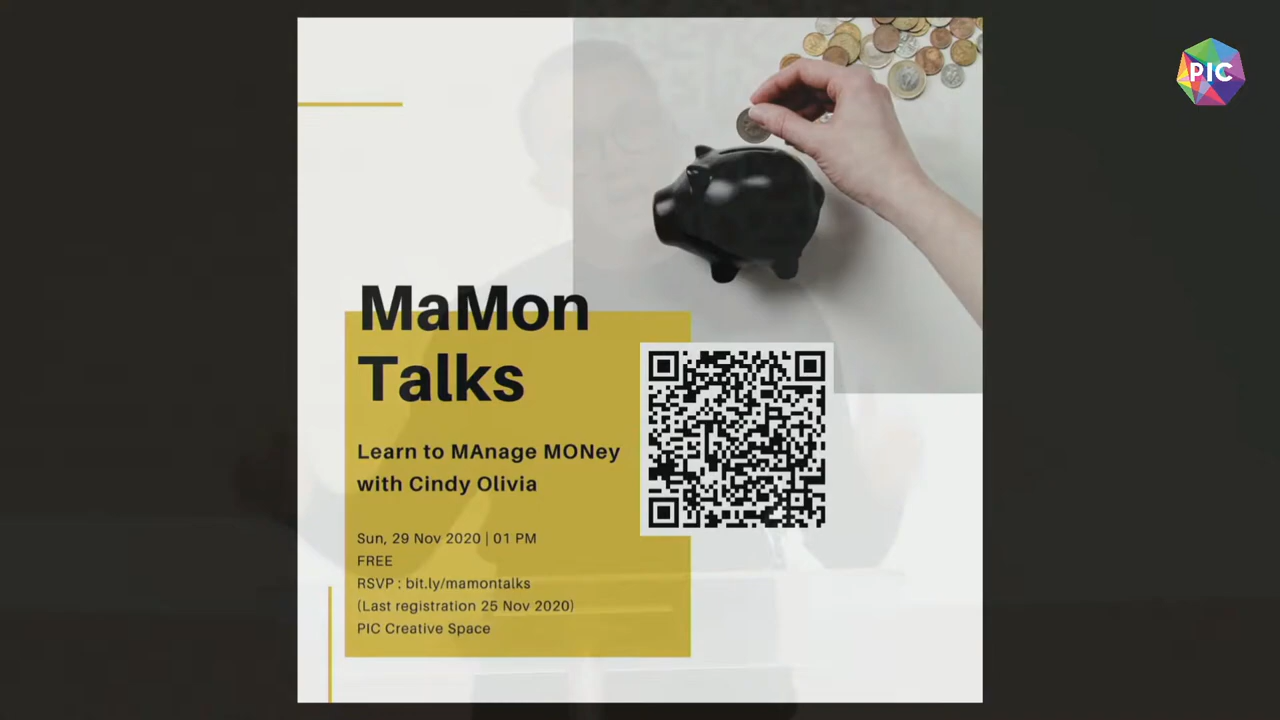 PIC
MaMon
Talks
Learn to MAnage MONey
with Cindy Olivia
Sun, 29 Nov 2020 | 01 PM
FREE
RSVP : bit.ly/mamontalks
(Last registration 25 Nov 2020)
PIC Creative Space